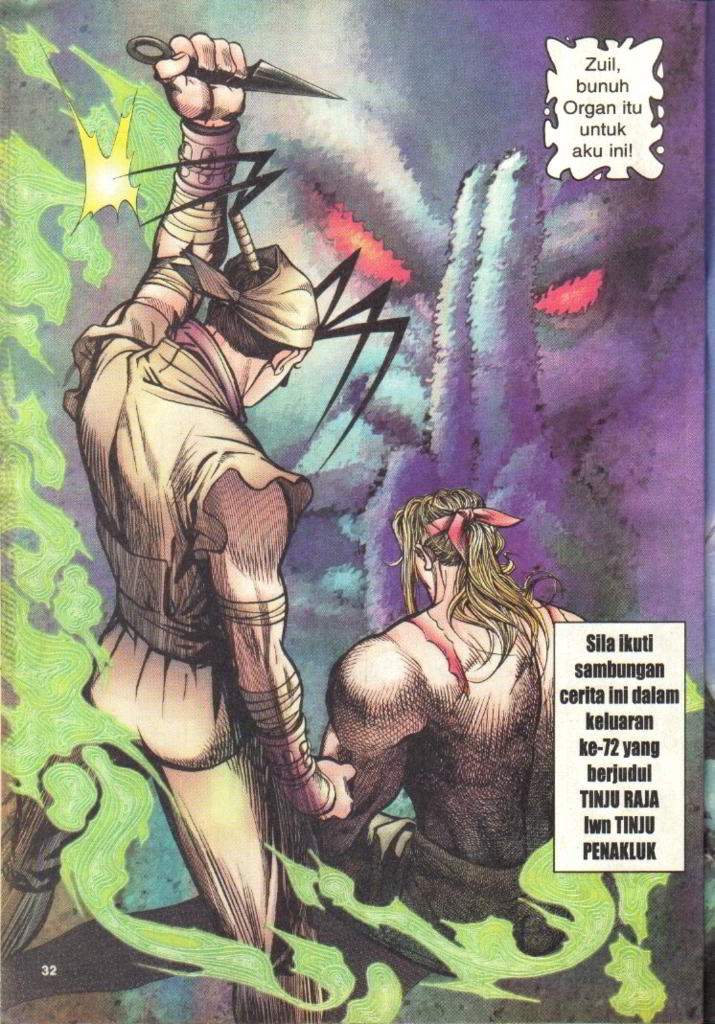 Zuil,
bunuh
Organ itu
untuk
aku ini!
Sila ikuti
sambungan
cerita ini dalam
keluaran
ke-72 yang
berjudul
TINJU RAJA
lwn TINJU
PENAKLUK
32